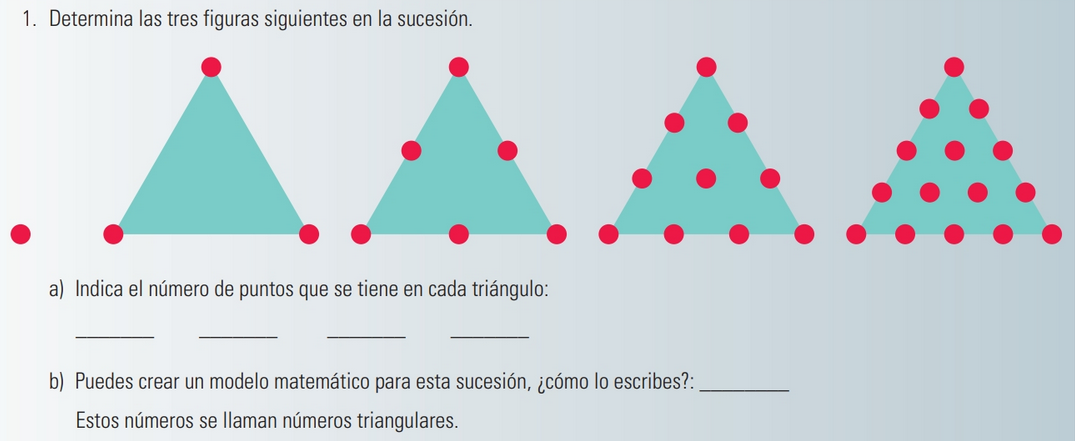 1. Determina las tres figuras siguientes en la sucesión.
a) Indica el número de puntos que se tiene en cada triángulo:
________ ________ ________ ________
b) Puedes crear un modelo matemático para esta sucesión, ¿cómo lo escribes?: _________
Estos números se llaman números triangulares.